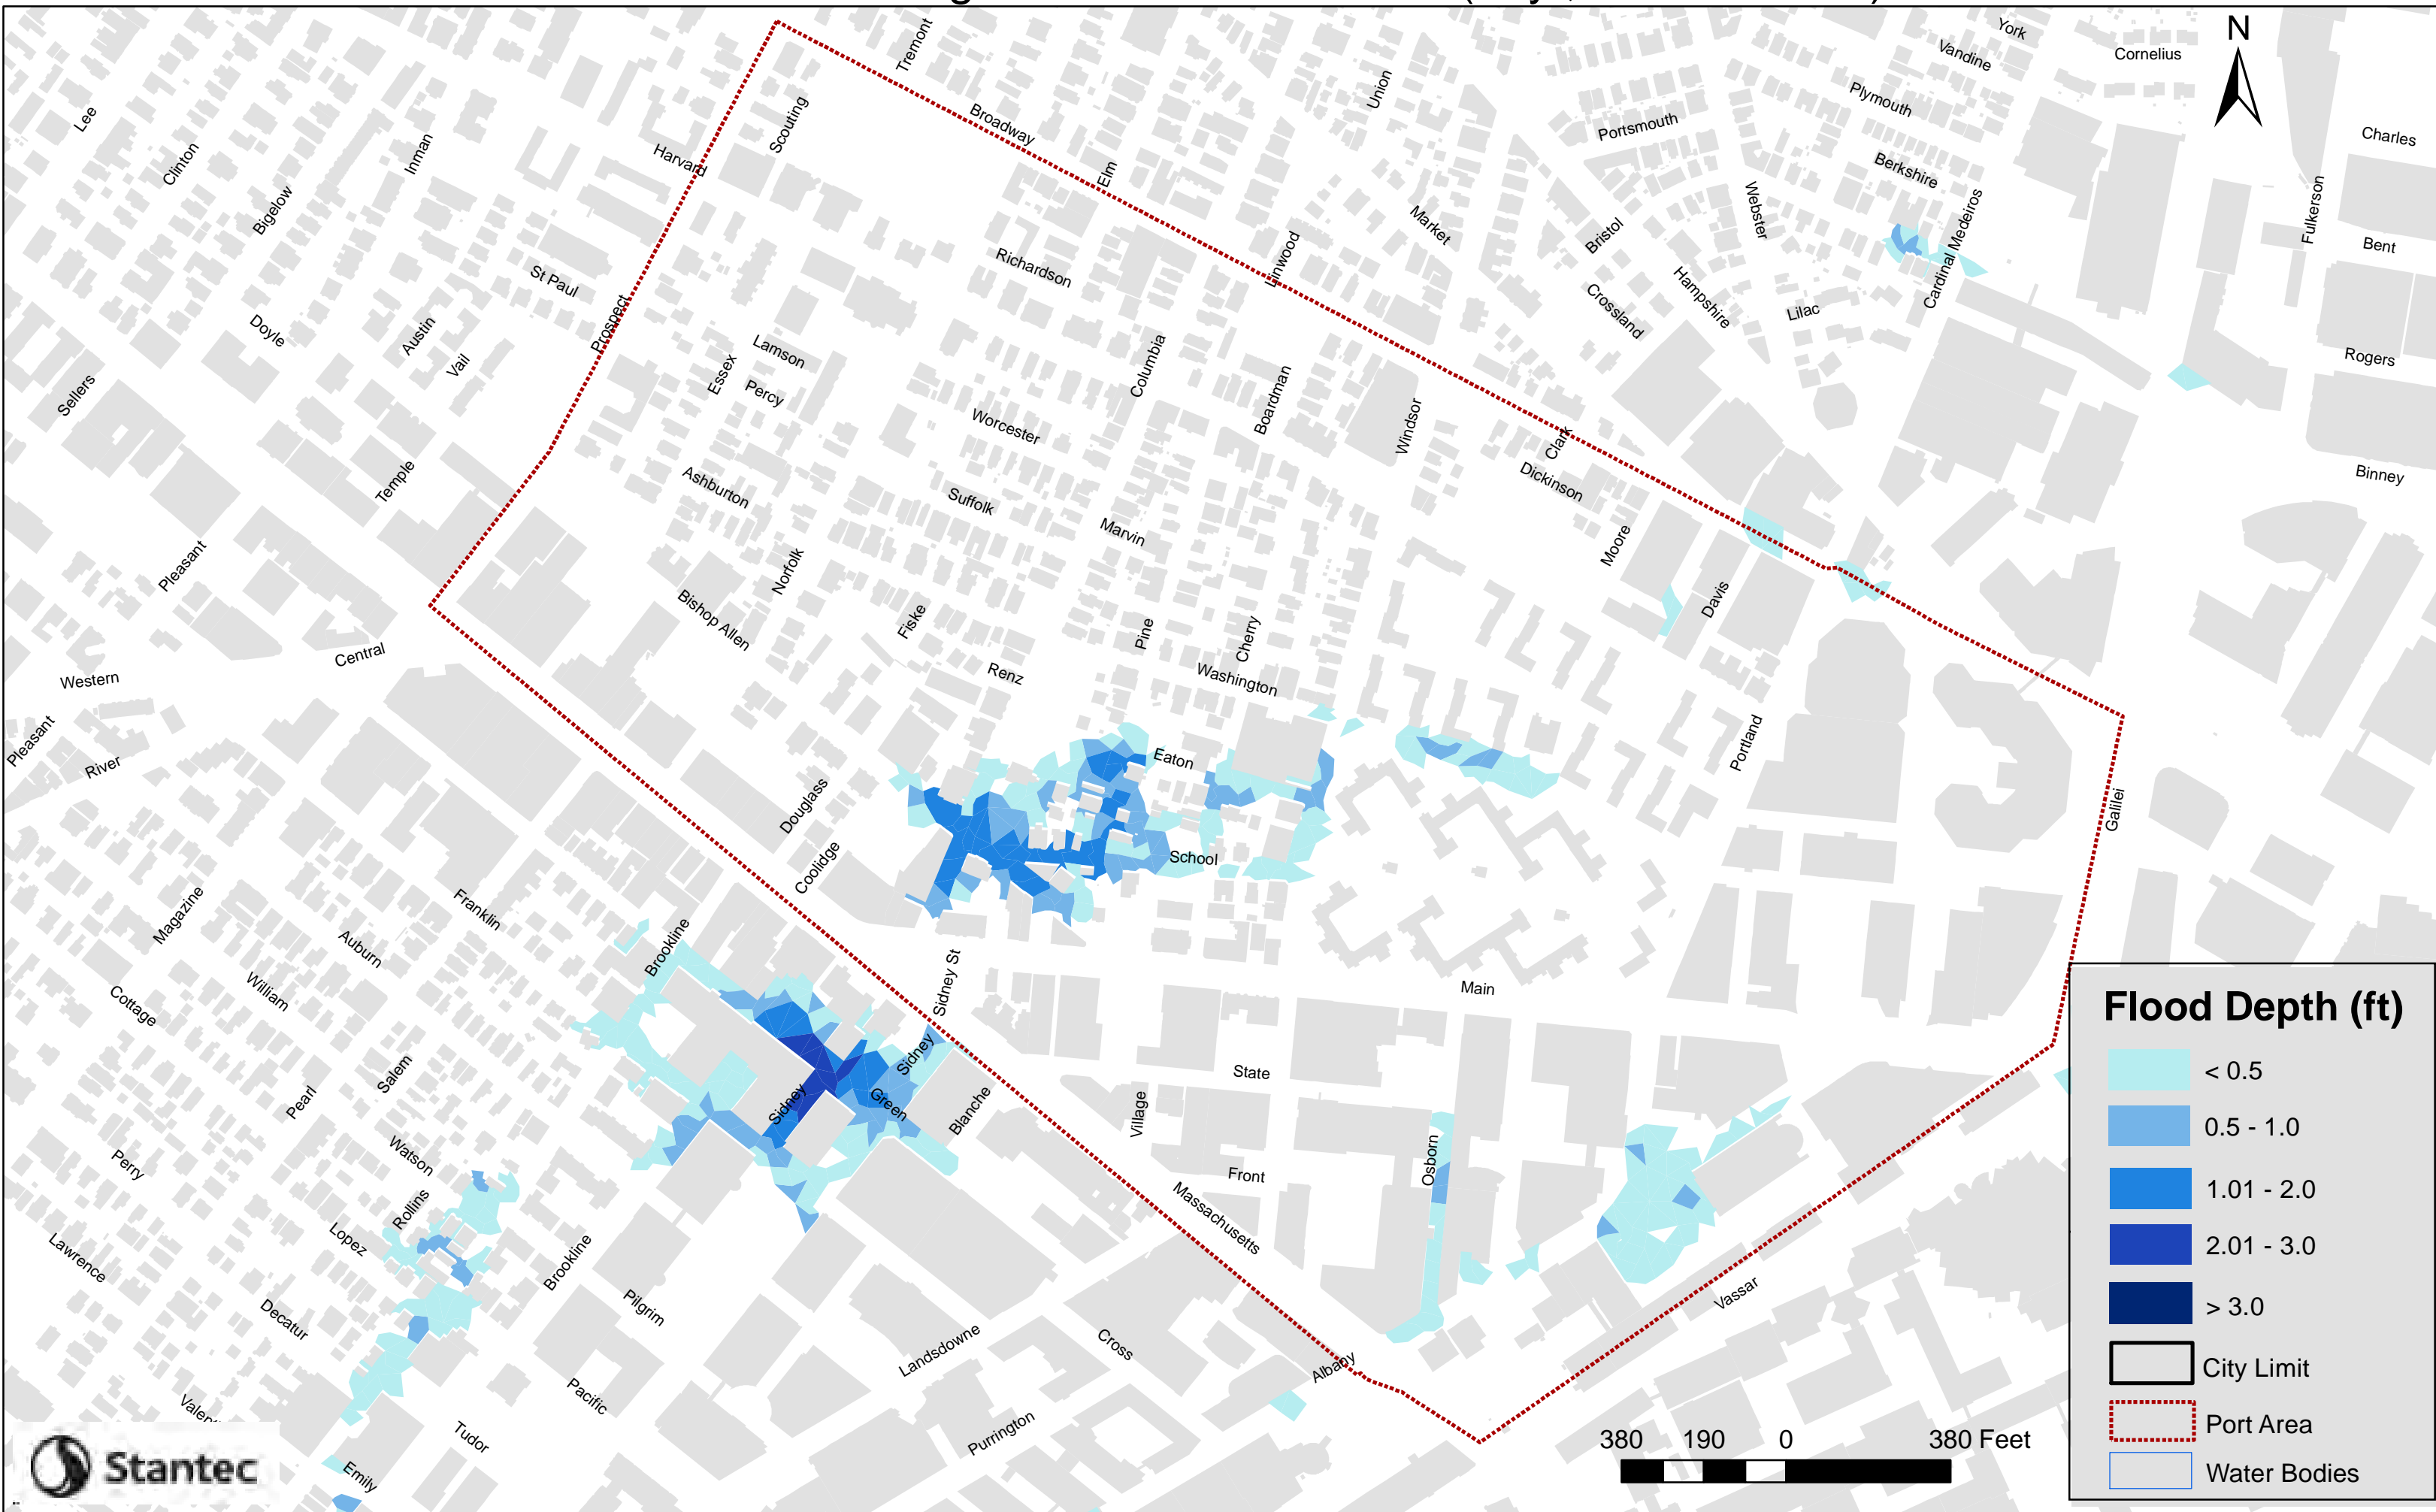 N
York
Vandine
Cornelius
Tremont
Union
Plymouth
Charles
Lee
Scouting
Broadway
Portsmouth
Clinton
Inman
Harvard
Elm
Berkshire
Bigelow
Market
Webster
Cardinal Medeiros
Fulkerson
Bristol
Bent
Richardson
Linwood
St Paul
Hampshire
Crossland
Lilac
Doyle
Austin
Prospect
Vail
Lamson
Essex
Percy
Columbia
Boardman
Rogers
Sellers
Worcester
Windsor
Clark
Dickinson
Binney
Temple
Ashburton
Suffolk
Marvin
Moore
Pleasant
Norfolk
Bishop Allen
Fiske
Pine
Cherry
Davis
Central
Western
Renz
Washington
Pleasant
River
Portland
Eaton
Douglass
Galilei
Coolidge
School
Magazine
Franklin
Auburn
Brookline
Sidney St
William
Cottage
Main
Sidney
Salem
Pearl
Sidney
Green
Blanche
State
Village
Watson
Perry
Front
Osborn
Rollins
Massachusetts
Lopez
Lawrence
Brookline
Decatur
Pilgrim
Vassar
Landsdowne
Cross
Albany
Pacific
Tudor
Purrington
Emily
Stantec
380 190 0 380 Feet
Flood Depth (ft)
< 0.5
0.5 - 1.0
1.01 - 2.0
2.01 - 3.0
> 3.0
City Limit
Port Area
Water Bodies